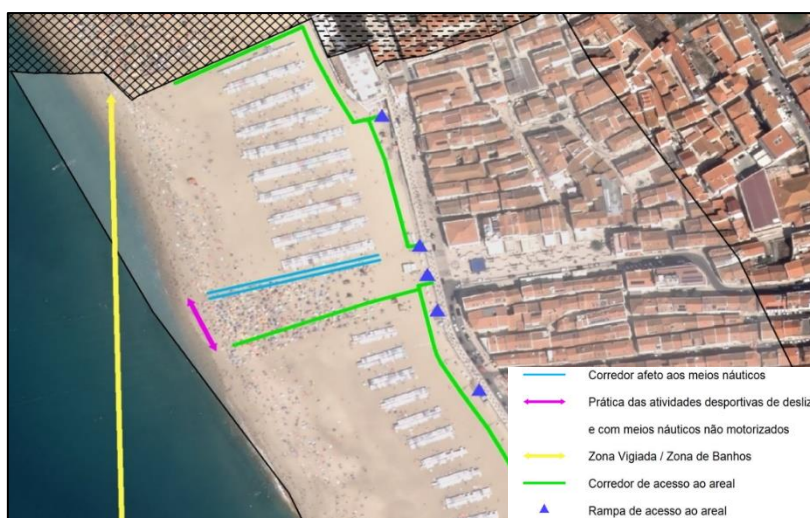 Corredor afeto aos meios náuticos
Prática das atividades desportivas de desliz
e com meios náuticos não motorizados
Zona Vigiada / Zona de Banhos
Corredor de acesso ao areal
Rampa de acesso ao areal